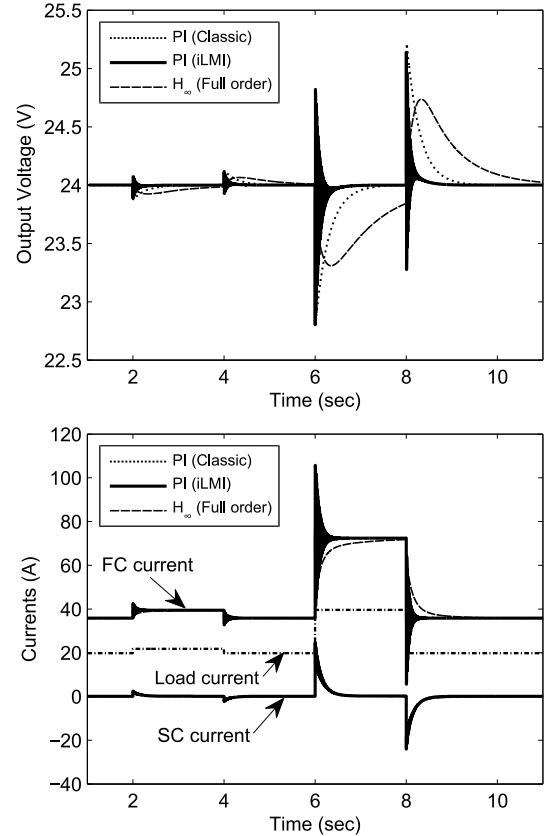 25.5
25
24.5
24
23.5
23
22.5
Output Voltage (V)
PI (Classic)
PI (iLMI)
H∞ (Full order)
2 4 6 8 10
Time (sec)
120
100
80
60
40
20
0
−20
−40
Currents (A)
PI (Classic)
PI (iLMI)
H∞ (Full order)
FC current
Load current
SC current
2 4 6 8 10
Time (sec)